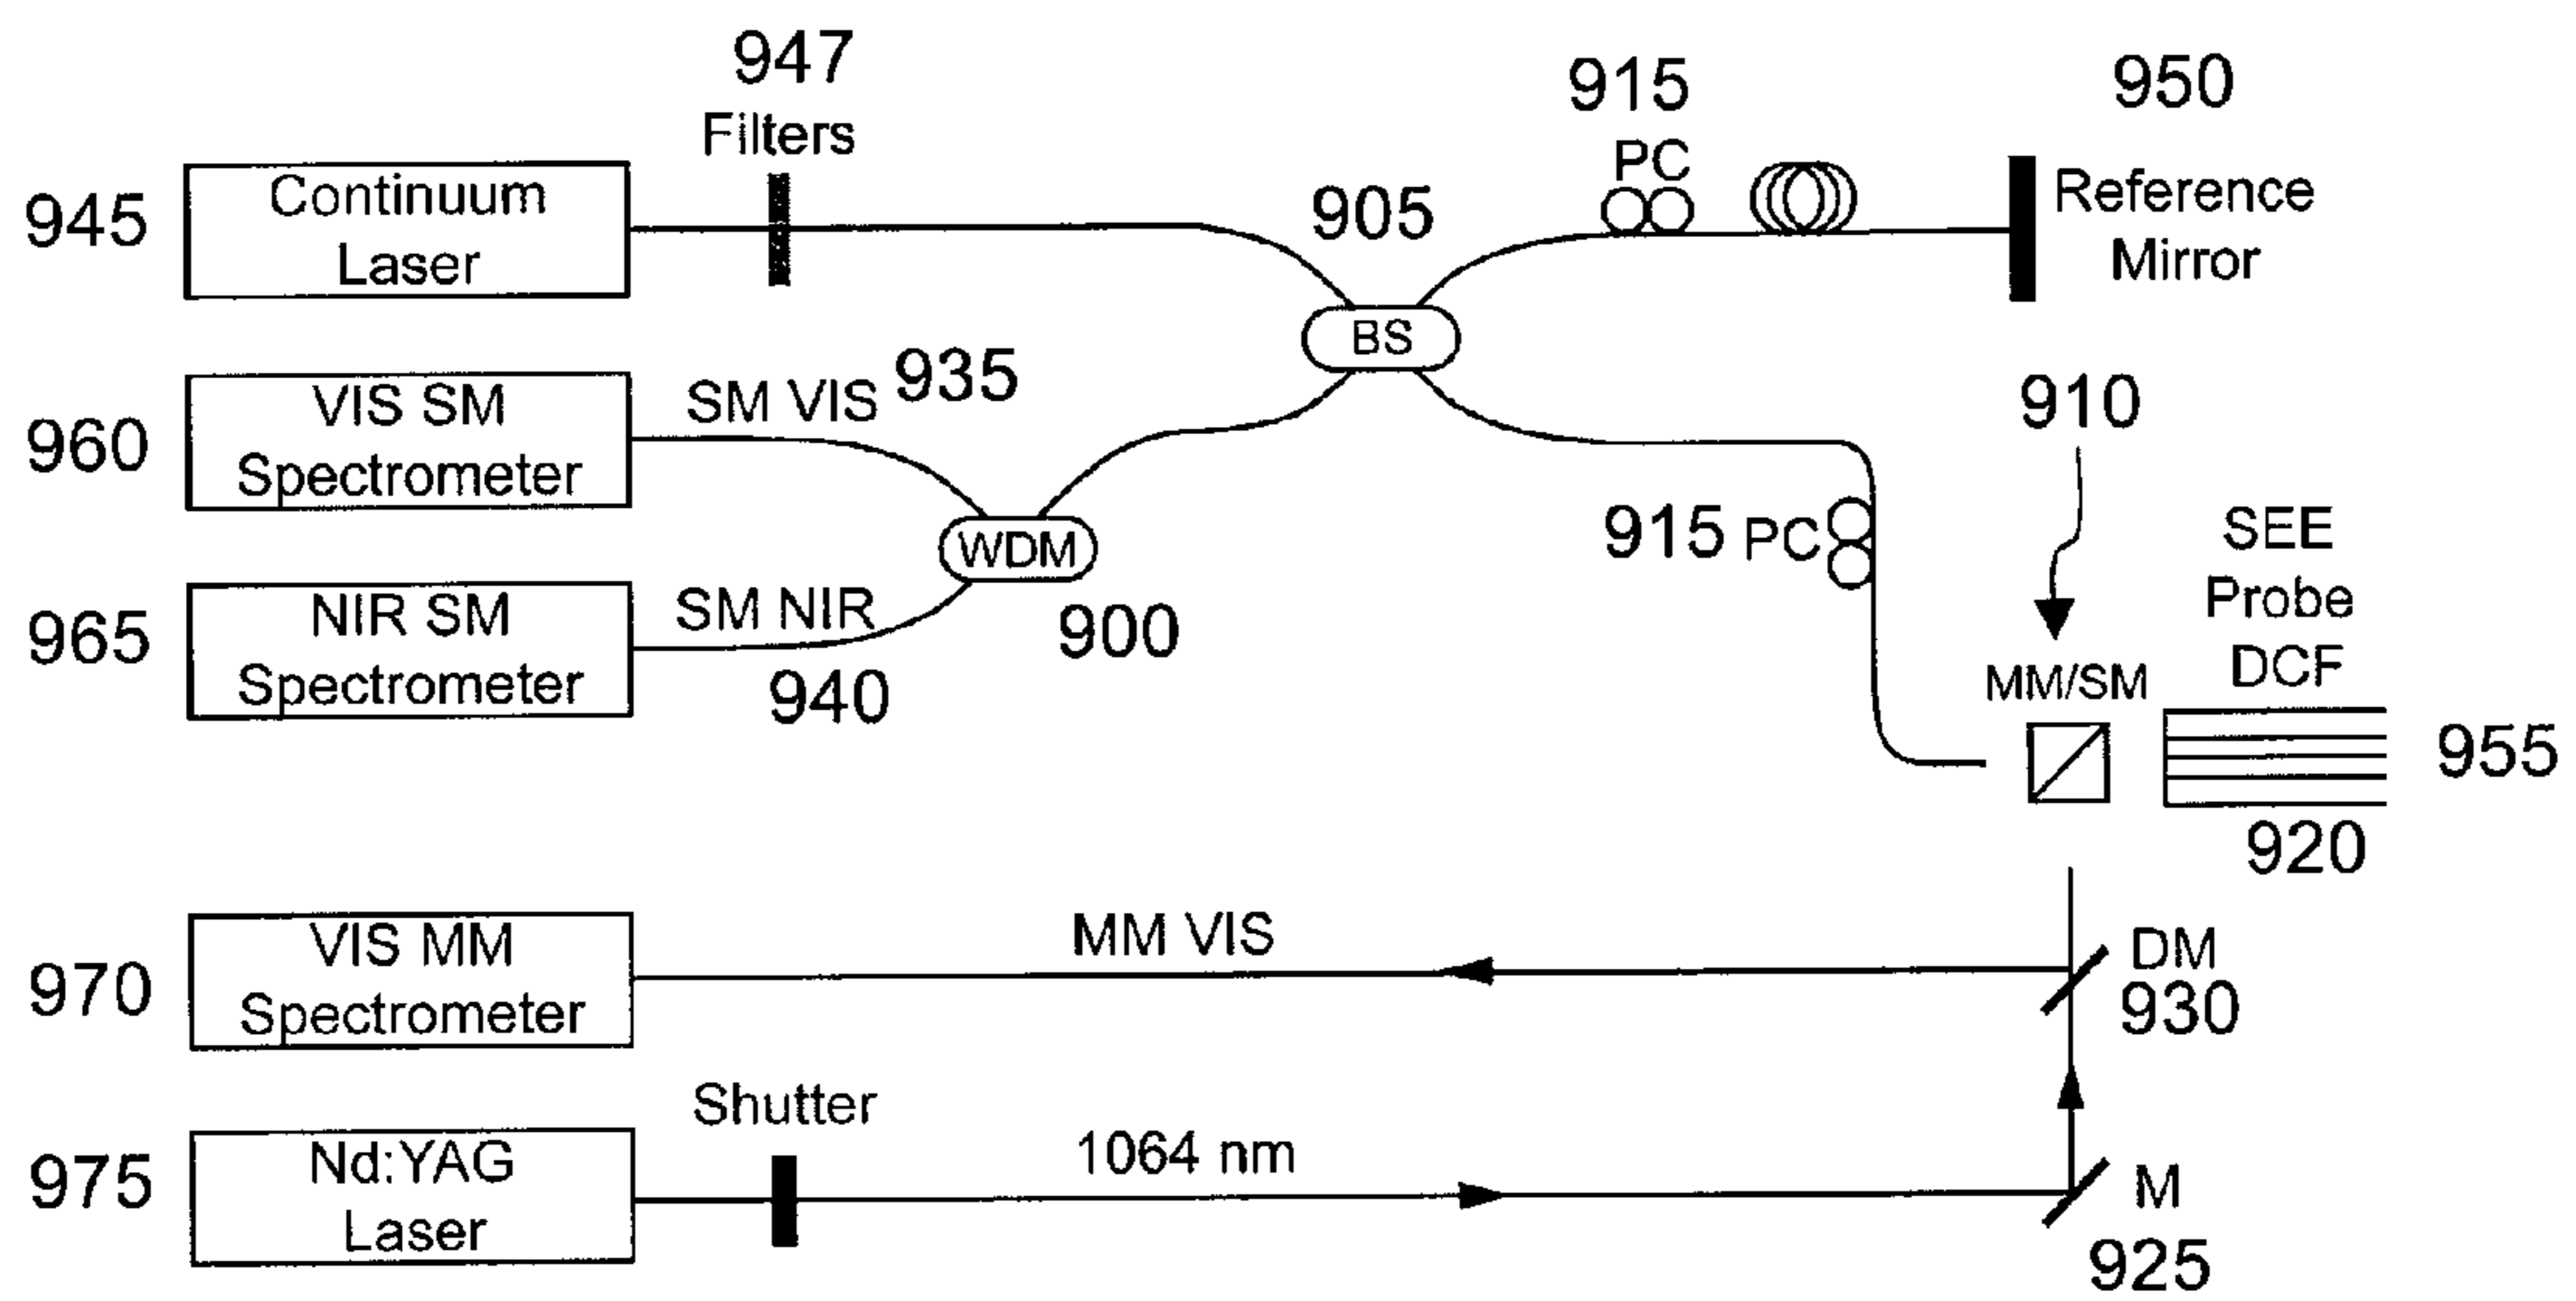 947
Filters
915
PC
950
945
Continuum
Laser
905
Reference
Mirror
BS
960
VIS SM
Spectrometer
SM VIS
935
910
WDM
915
PC
SEE
Probe
DCF
965
NIR SM
Spectrometer
SM NIR
940
900
MM/SM
955
920
970
VIS MM
Spectrometer
MM VIS
DM
930
Shutter
975
Nd:YAG
Laser
1064 nm
M
925